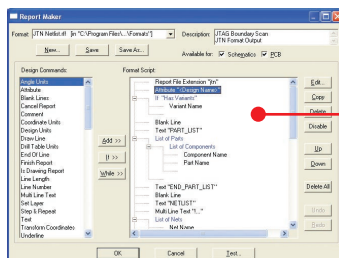 Report Maker
Format: JTN Netlist.rff [in "C:\Program Files\...\Formats"]
Description: JTAG Boundary Scan
JTN Format Output
New... Save Save As...
Available for: Schematics PCB
Design Commands:
Format Script:
Angle Units
Attribute
Blank Lines
Cancel Report
Comment
Coordinate Units
Design Units
Draw Line
Drill Table Units
End Of Line
Finish Report
Is Drawing Report
Line Length
Line Number
Multi Line Text
Set Layer
Step & Repeat
Text
Transform Coordinates
Underline
Add >>
If >>
While >>
Report File Extension "jtn"
Attribute "<Design Name>"
If "Has Variants"
Variant Name
Blank Line
Text "PART_LIST"
List of Parts
List of Components
Component Name
Part Name
Text "END_PART_LIST"
Blank Line
Text "NETLIST"
Multi Line Text "!..."
List of Nets
Net Name
Edit...
Copy
Delete
Disable
Up
Down
Delete All
Undo
Redo
OK Cancel Test...